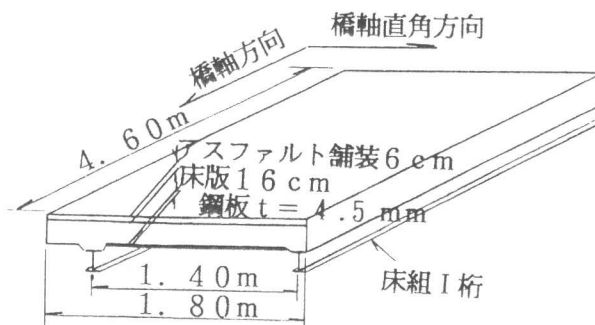 橋軸直角方向
橋軸方向
4.60m
アスファルト舗装6cm
床版16cm
鋼板t=4.5mm
1.40m
床組I桁
1.80m